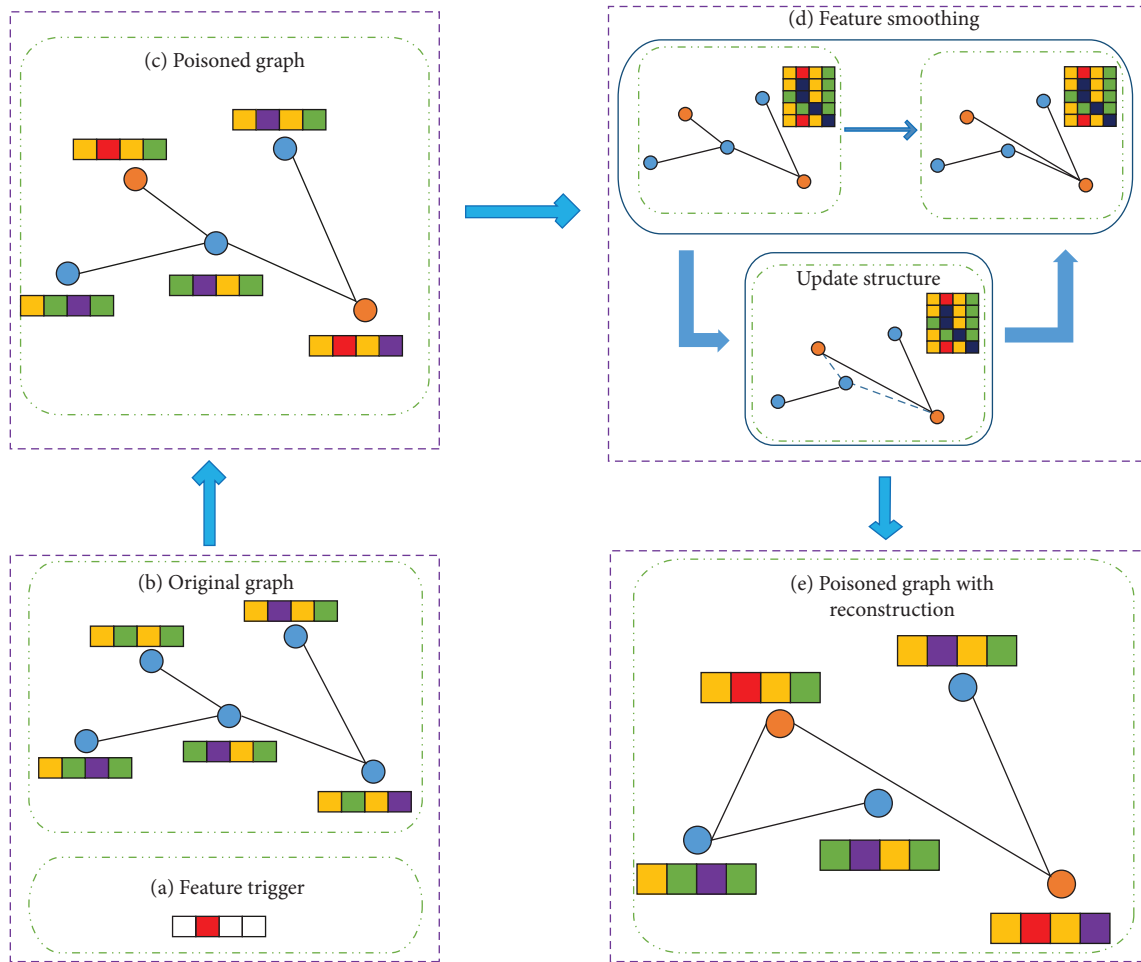 (c) Poisoned graph
(d) Feature smoothing
Update structure
(b) Original graph
(a) Feature trigger
(e) Poisoned graph with
reconstruction